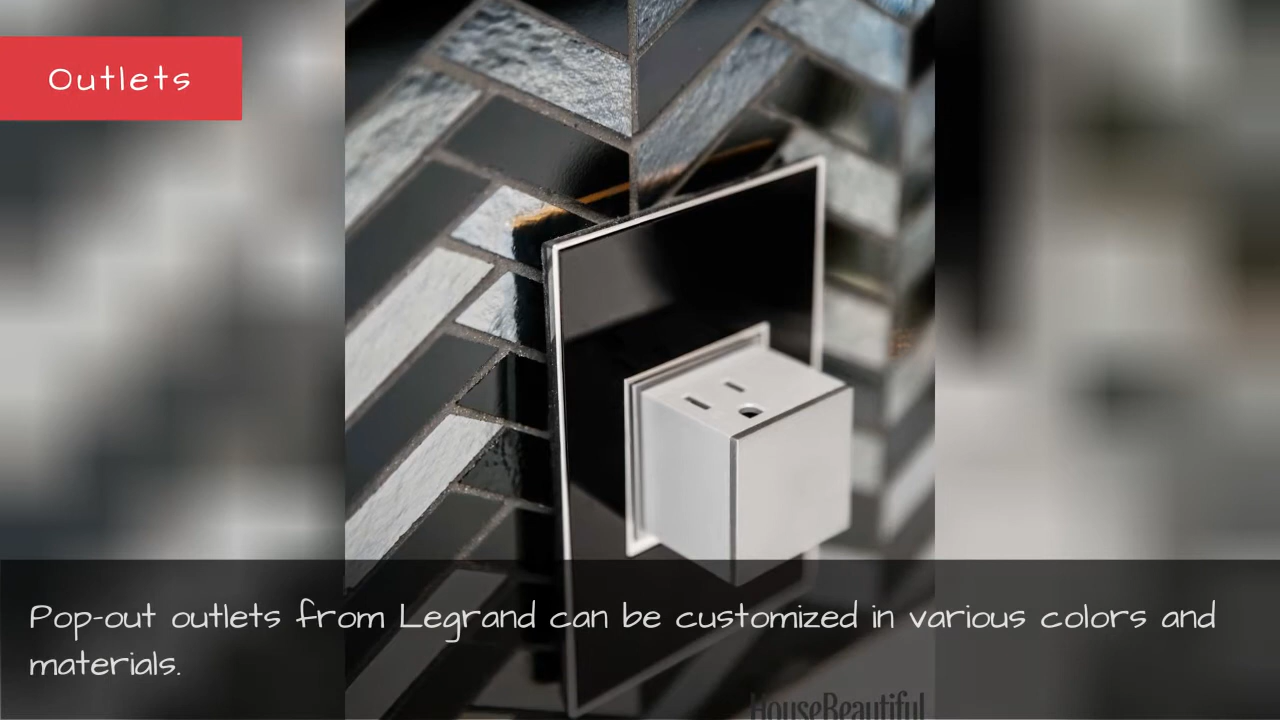 Outlets
Pop-out outlets from Legrand can be customized in various colors and
materials.
HouseBeautiful